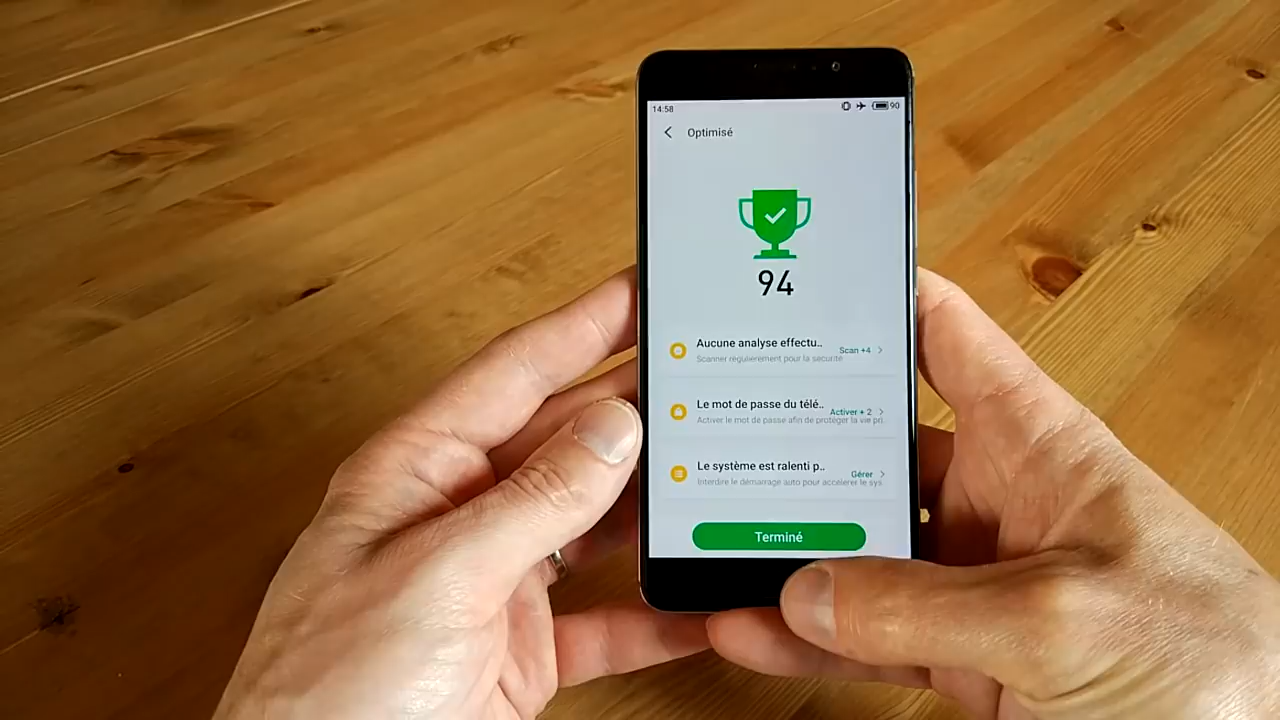 14:58
90
Optimisé
94
Aucune analyse effectu..
Scan +4
Scanner régulièrement pour la sécurité
Le mot de passe du télé..
Activer + 2
Activer le mot de passe afin de protéger la vie pri
Le système est ralenti p..
Gérer
Interdire le démarrage auto pour accélérer le sys
Terminé